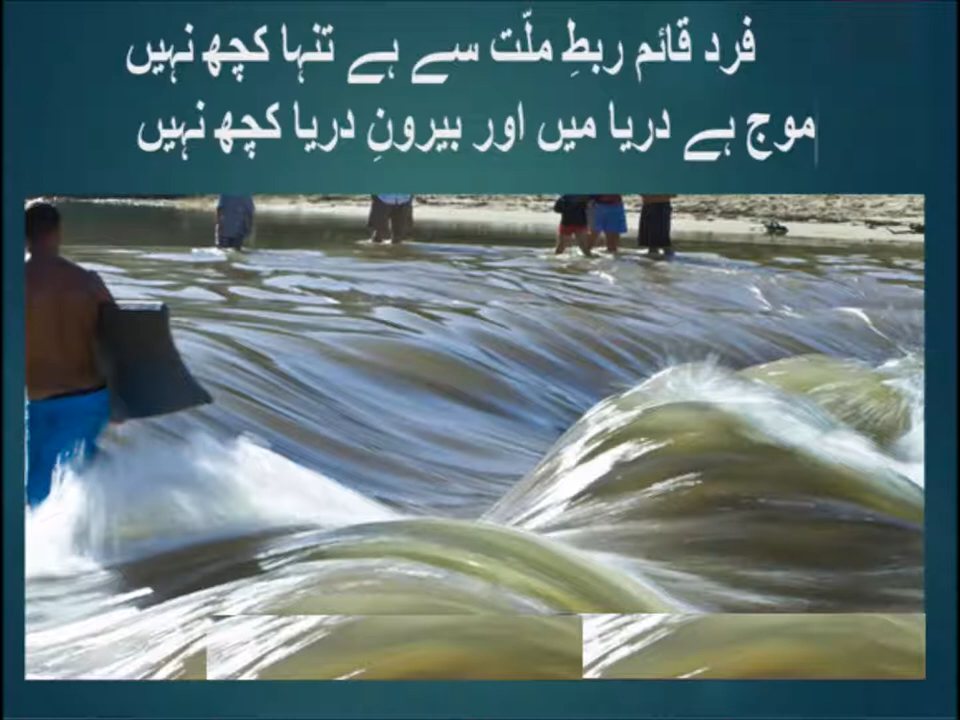 فرد قائم ربطِ ملّت سے ہے تنہا کچھ نہیں
موج ہے دریا میں اور بیرونِ دریا کچھ نہیں